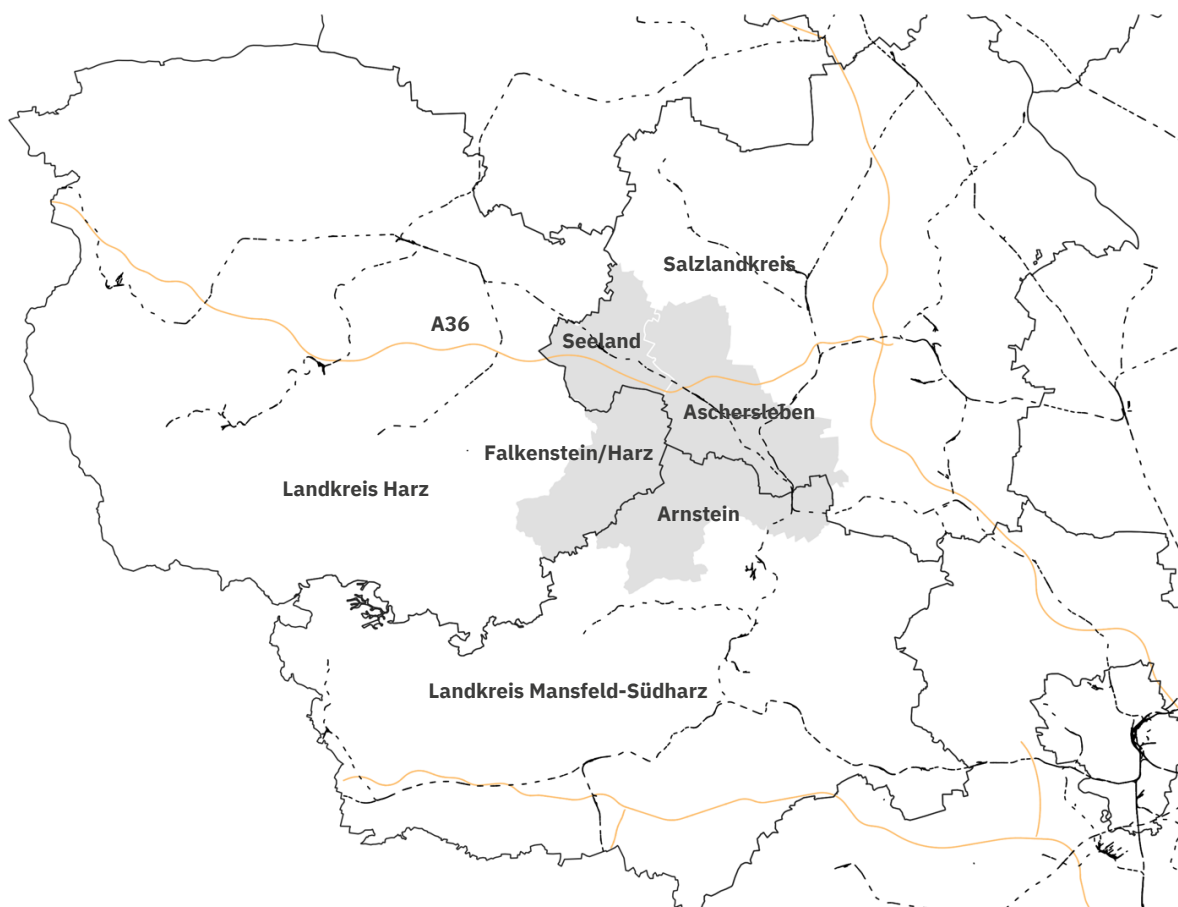 Salzlandkreis
A36
Seeland
Aschersleben
Falkenstein/Harz
Landkreis Harz
Arnstein
Landkreis Mansfeld-Südharz